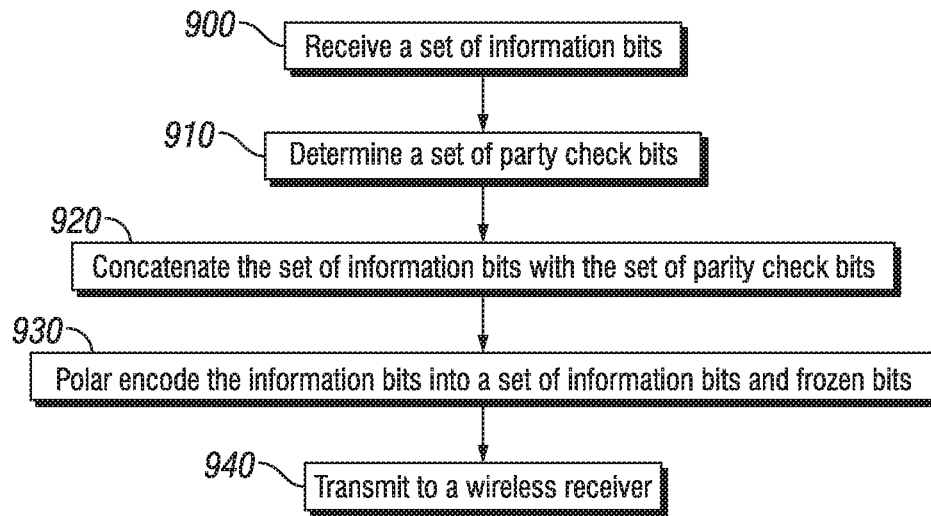 900
Receive a set of information bits
910
Determine a set of party check bits
920
Concatenate the set of information bits with the set of parity check bits
930
Polar encode the information bits into a set of information bits and frozen bits
940
Transmit to a wireless receiver